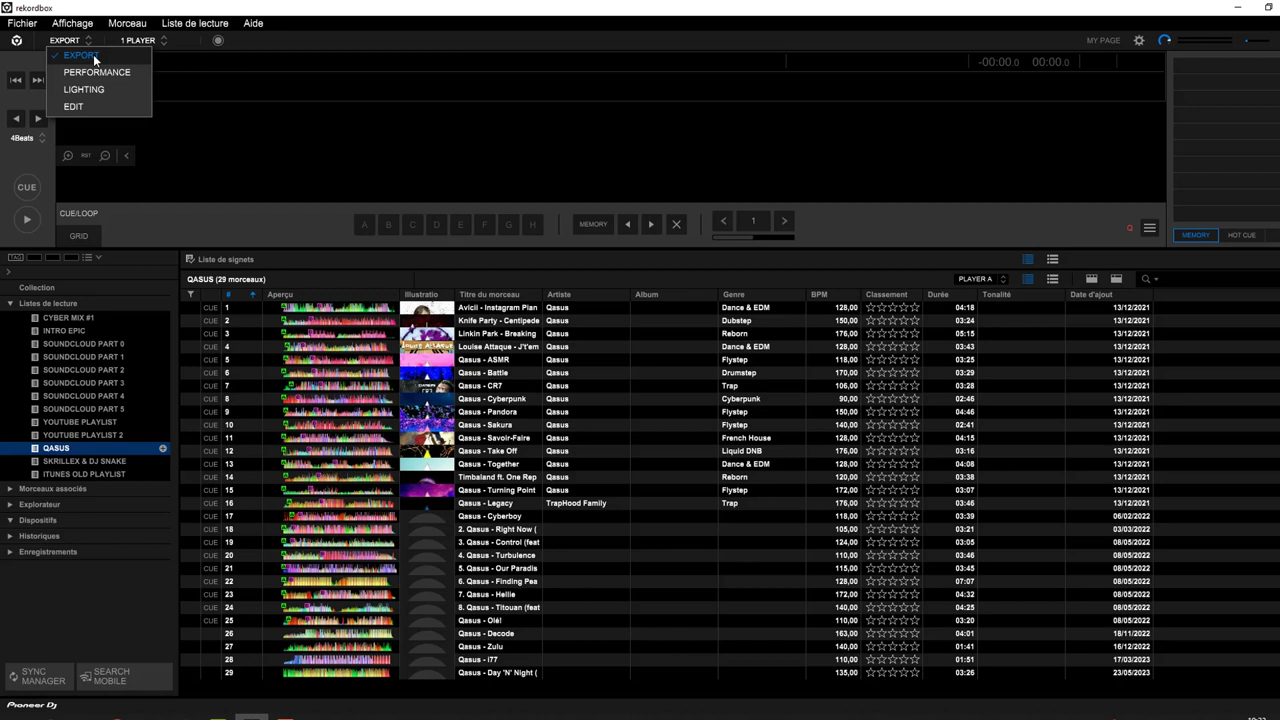 rekordbox
Fichier Affichage Morceau Liste de lecture Aide
EXPORT 1 PLAYER MY PAGE
EXPORT
PERFORMANCE
LIGHTING
EDIT
-00:00.0 00:00.0
4Beats
RST
CUE
CUE/LOOP
GRID
A B C D E F G H MEMORY 1
Q
MEMORY HOT CUE
TAG
Liste de signets
QASUS (29 morceaux) PLAYER A
Collection
Listes de lecture
CYBER MIX #1
INTRO EPIC
SOUNDCLOUD PART 0
SOUNDCLOUD PART 1
SOUNDCLOUD PART 2
SOUNDCLOUD PART 3
SOUNDCLOUD PART 4
SOUNDCLOUD PART 5
YOUTUBE PLAYLIST
YOUTUBE PLAYLIST 2
QASUS
SKRILLEX & DJ SNAKE
ITUNES OLD PLAYLIST
Morceaux associés
Explorateur
Dispositifs
Historiques
Enregistrements
SYNC MANAGER
SEARCH MOBILE
# Aperçu Illustratio Titre du morceau Artiste Album Genre BPM Classement Durée Tonalité Date d'ajout
CUE 1 Avicii - Instagram Plan Qasus Dance & EDM 128,00 04:18 13/12/2021
CUE 2 Knife Party - Centipede Qasus Dubstep 150,00 03:24 13/12/2021
CUE 3 Linkin Park - Breaking Qasus Reborn 176,00 05:15 13/12/2021
CUE 4 Louise Attaque - J't'em Qasus Dance & EDM 128,00 04:39 13/12/2021
CUE 5 Qasus - ASMR Qasus Flystep 118,00 03:25 13/12/2021
CUE 6 Qasus - Battle Qasus Drumstep 170,00 03:29 13/12/2021
CUE 7 Qasus - CR7 Qasus Trap 106,00 03:28 13/12/2021
CUE 8 Qasus - Cyberpunk Qasus Cyberpunk 90,00 02:46 13/12/2021
CUE 9 Qasus - Pandora Qasus Flystep 150,00 04:46 13/12/2021
CUE 10 Qasus - Sakura Qasus Flystep 140,00 02:41 13/12/2021
CUE 11 Qasus - Savoir-Faire Qasus French House 128,00 04:15 13/12/2021
CUE 12 Qasus - Take Off Qasus Liquid DNB 176,00 03:16 13/12/2021
CUE 13 Qasus - Together Qasus Dance & EDM 128,00 04:08 13/12/2021
CUE 14 Timbaland ft. One Rep Qasus Reborn 120,00 03:38 13/12/2021
CUE 15 Qasus - Turning Point Qasus Flystep 172,00 03:07 13/12/2021
CUE 16 Qasus - Legacy TrapHood Family Trap 176,00 03:46 13/12/2021
CUE 17 Qasus - Cyberboy 118,00 03:39 06/02/2022
CUE 18 2. Qasus - Right Now ( 105,00 03:21 03/03/2022
CUE 19 3. Qasus - Control (feat 124,00 03:05 08/05/2022
CUE 20 4. Qasus - Turbulence 110,00 03:46 08/05/2022
CUE 21 5. Qasus - Our Paradis 115,00 03:56 08/05/2022
CUE 22 6. Qasus - Finding Pea 110,00 07:07 08/05/2022
CUE 23 7. Qasus - Hellie 172,00 04:32 08/05/2022
CUE 24 8. Qasus - Titouan (feat 140,00 04:25 08/05/2022
CUE 25 Qasus - Olé! 110,00 03:20 08/05/2022
26 Qasus - Decode 163,00 04:01 18/11/2022
27 Qasus - Zulu 140,00 01:41 16/12/2022
28 Qasus - i77 110,00 01:51 17/03/2023
29 Qasus - Day 'N' Night ( 135,00 03:26 23/05/2023
Pioneer Dj